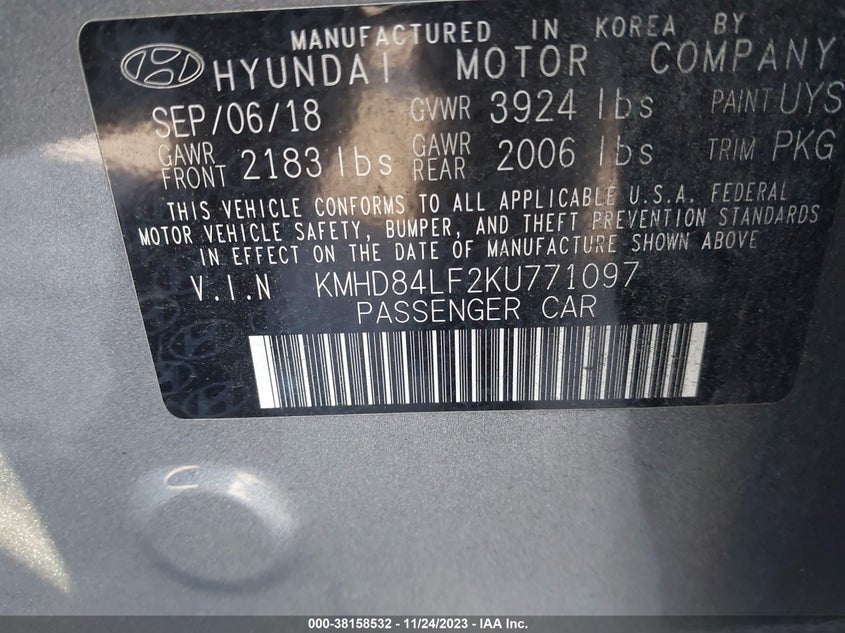 MANUFACTURED IN KOREA BY
HYUNDAI MOTOR COMPANY
SEP/06/18 GVWR 3924 lbs PAINT UYS
GAWR FRONT 2183 lbs GAWR REAR 2006 lbs TRIM PKG
THIS VEHICLE CONFORMS TO ALL APPLICABLE U.S.A. FEDERAL
MOTOR VEHICLE SAFETY, BUMPER, AND THEFT PREVENTION STANDARDS
IN EFFECT ON THE DATE OF MANUFACTURE SHOWN ABOVE
V.I.N KMHD84LF2KU771097
PASSENGER CAR
000-38158532 - 11/24/2023 - IAA Inc.